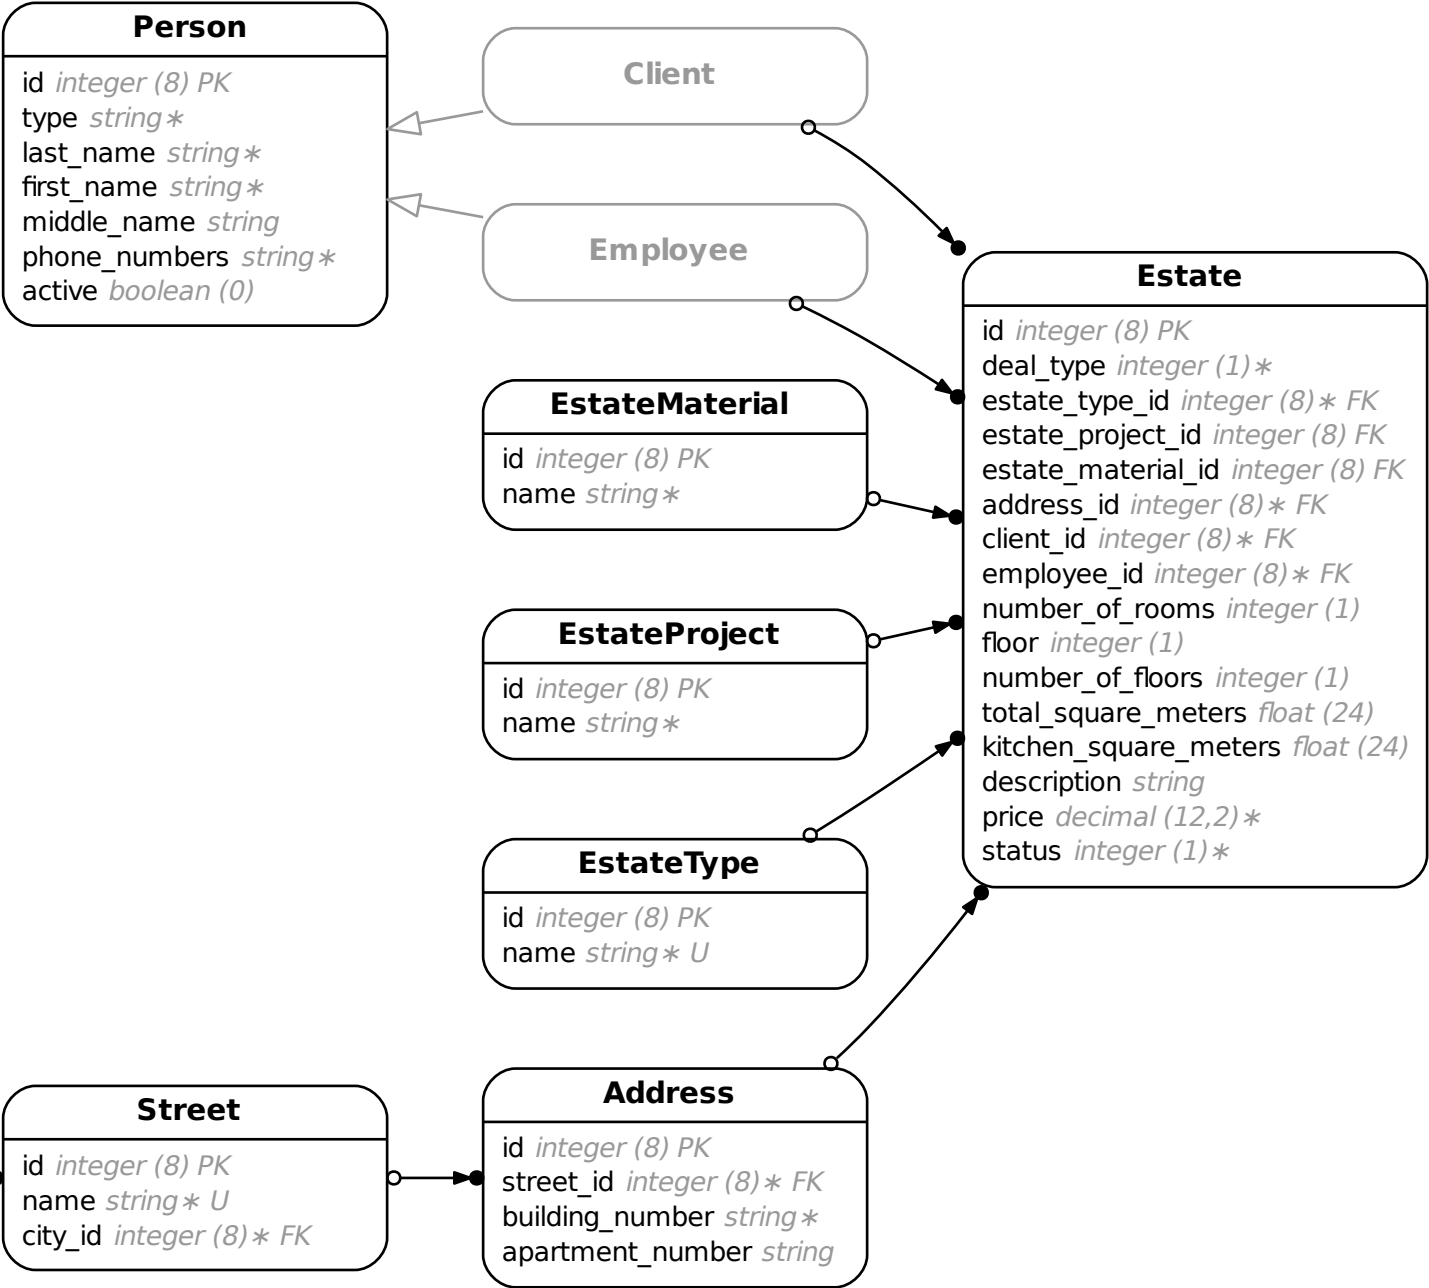 Person
id integer (8) PK
type string∗
last_name string∗
first_name string∗
middle_name string
phone_numbers string∗
active boolean (0)
Client
Employee
EstateMaterial
id integer (8) PK
name string∗
EstateProject
id integer (8) PK
name string∗
EstateType
id integer (8) PK
name string∗ U
Estate
id integer (8) PK
deal_type integer (1)∗
estate_type_id integer (8)∗ FK
estate_project_id integer (8) FK
estate_material_id integer (8) FK
address_id integer (8)∗ FK
client_id integer (8)∗ FK
employee_id integer (8)∗ FK
number_of_rooms integer (1)
floor integer (1)
number_of_floors integer (1)
total_square_meters float (24)
kitchen_square_meters float (24)
description string
price decimal (12,2)∗
status integer (1)∗
Street
id integer (8) PK
name string∗ U
city_id integer (8)∗ FK
Address
id integer (8) PK
street_id integer (8)∗ FK
building_number string∗
apartment_number string